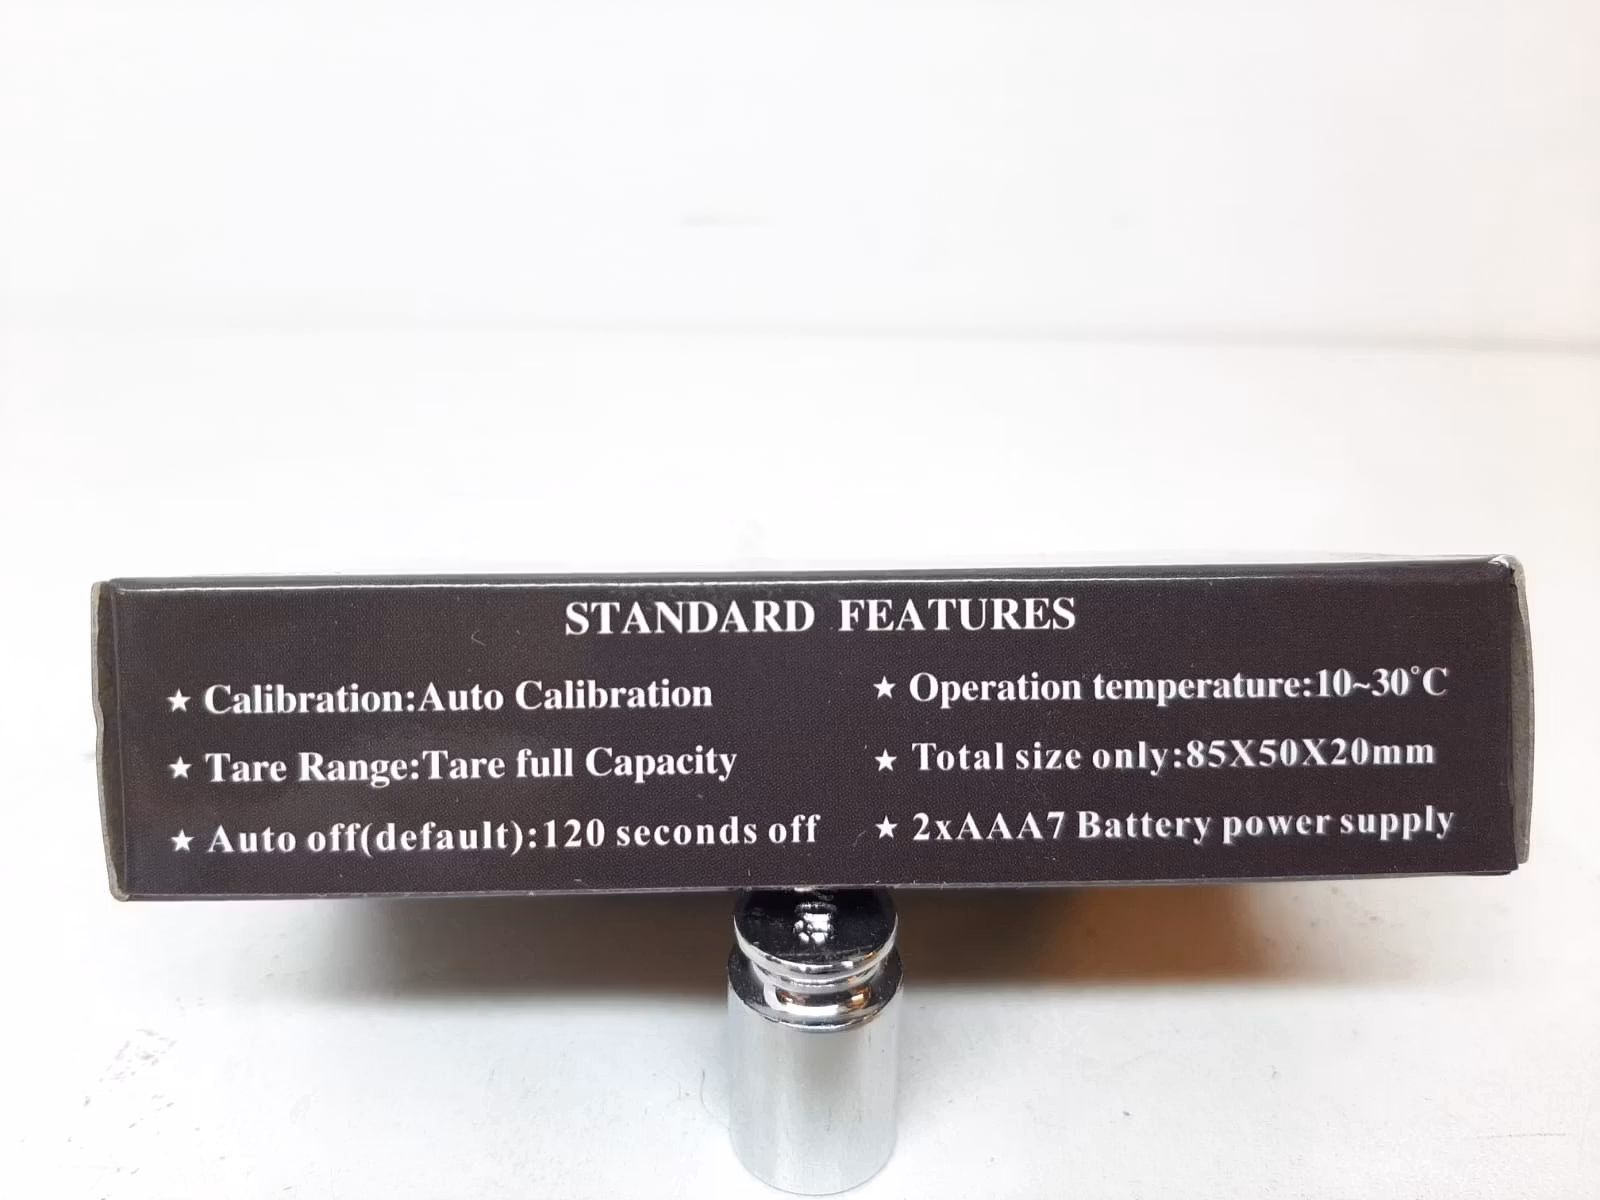 STANDARD FEATURES
★ Calibration:Auto Calibration
★ Tare Range:Tare full Capacity
★ Auto off(default):120 seconds off
★ Operation temperature:10~30°C
★ Total size only:85X50X20mm
★ 2xAAA7 Battery power supply